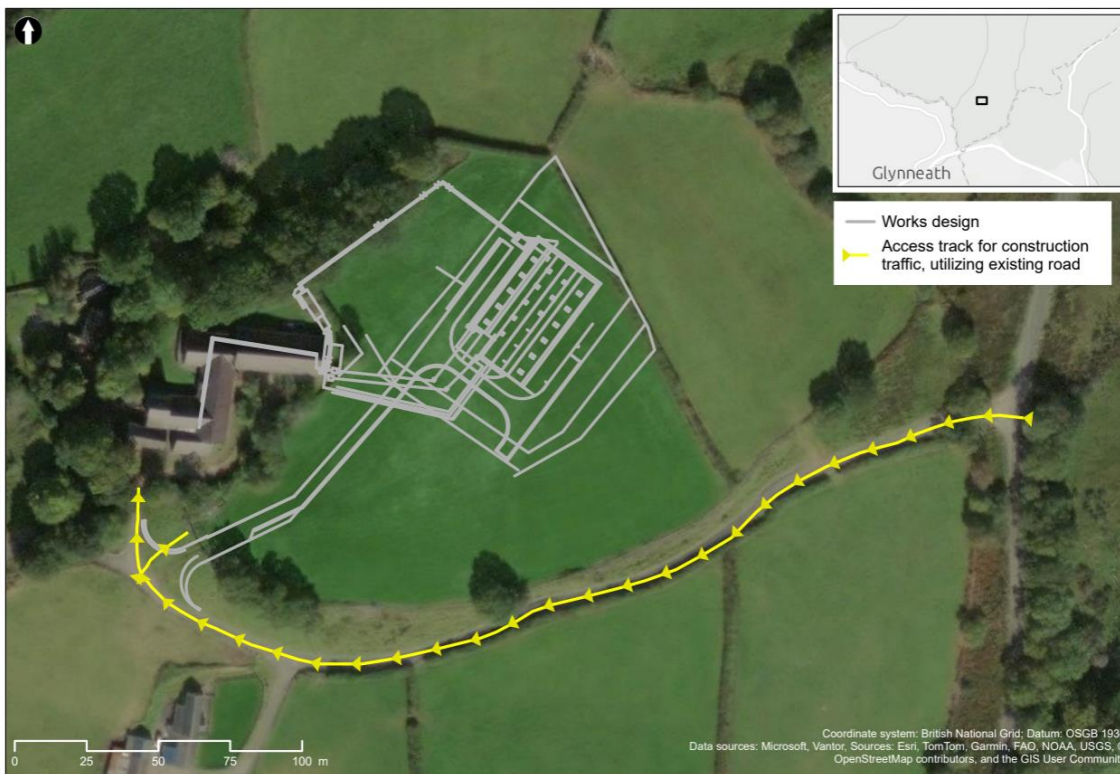 Glynneath
Works design
Access track for construction
traffic, utilizing existing road
0 25 50 100 m
Coordinate system: British National Grid; Datum: OSGB 193
Data sources: Microsoft, Vantor, Sources: Esri, TomTom, Garmin, FAO, NOAA, USGS,
OpenStreetMap contributors, and the GIS User Commun